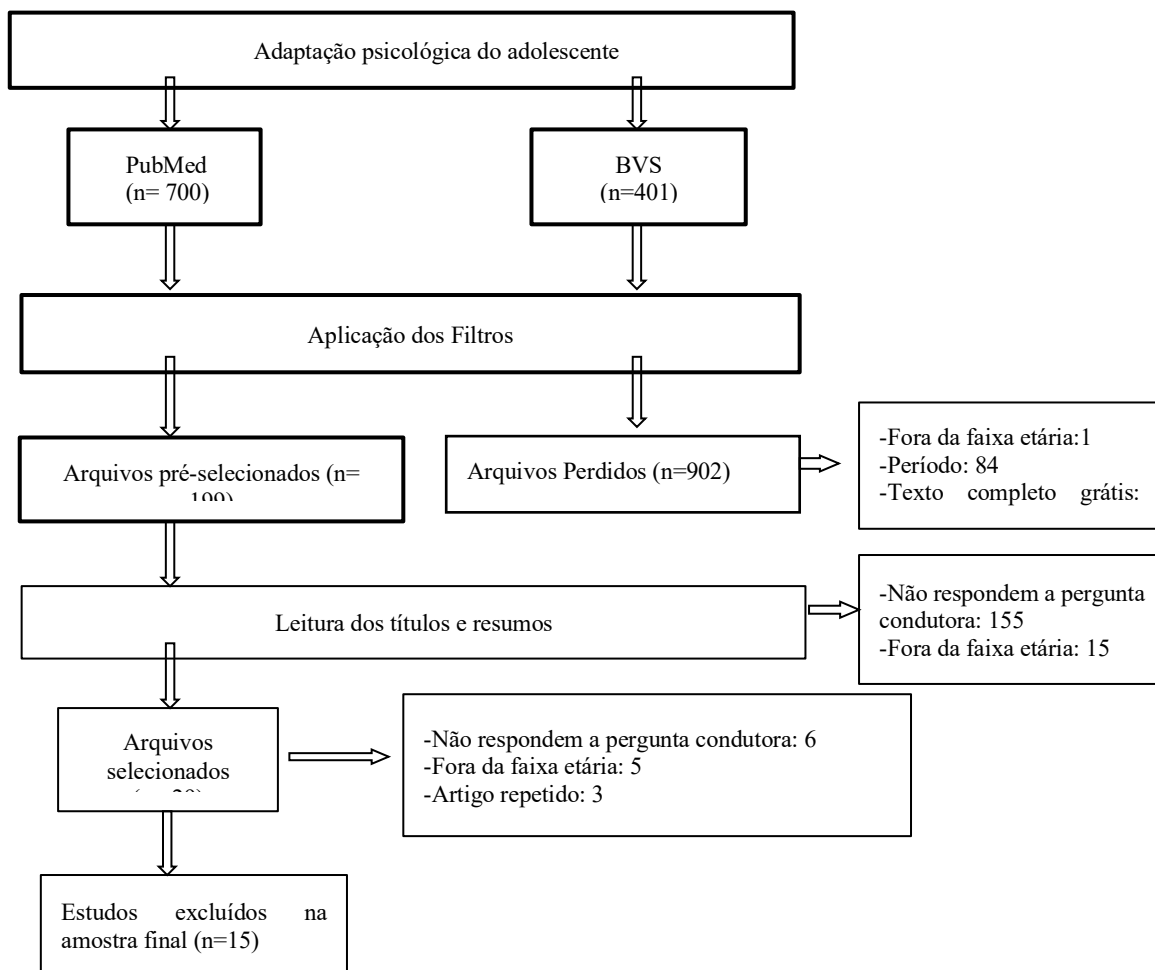 Adaptação psicológica do adolescente
PubMed
(n= 700)
BVS
(n=401)
Aplicação dos Filtros
Arquivos pré-selecionados (n=
199)
Arquivos Perdidos (n=902)
-Fora da faixa etária:1
-Período: 84
-Texto completo grátis:
Leitura dos títulos e resumos
-Não respondem a pergunta
condutora: 155
-Fora da faixa etária: 15
Arquivos
selecionados
-Não respondem a pergunta condutora: 6
-Fora da faixa etária: 5
-Artigo repetido: 3
Estudos excluídos na
amostra final (n=15)